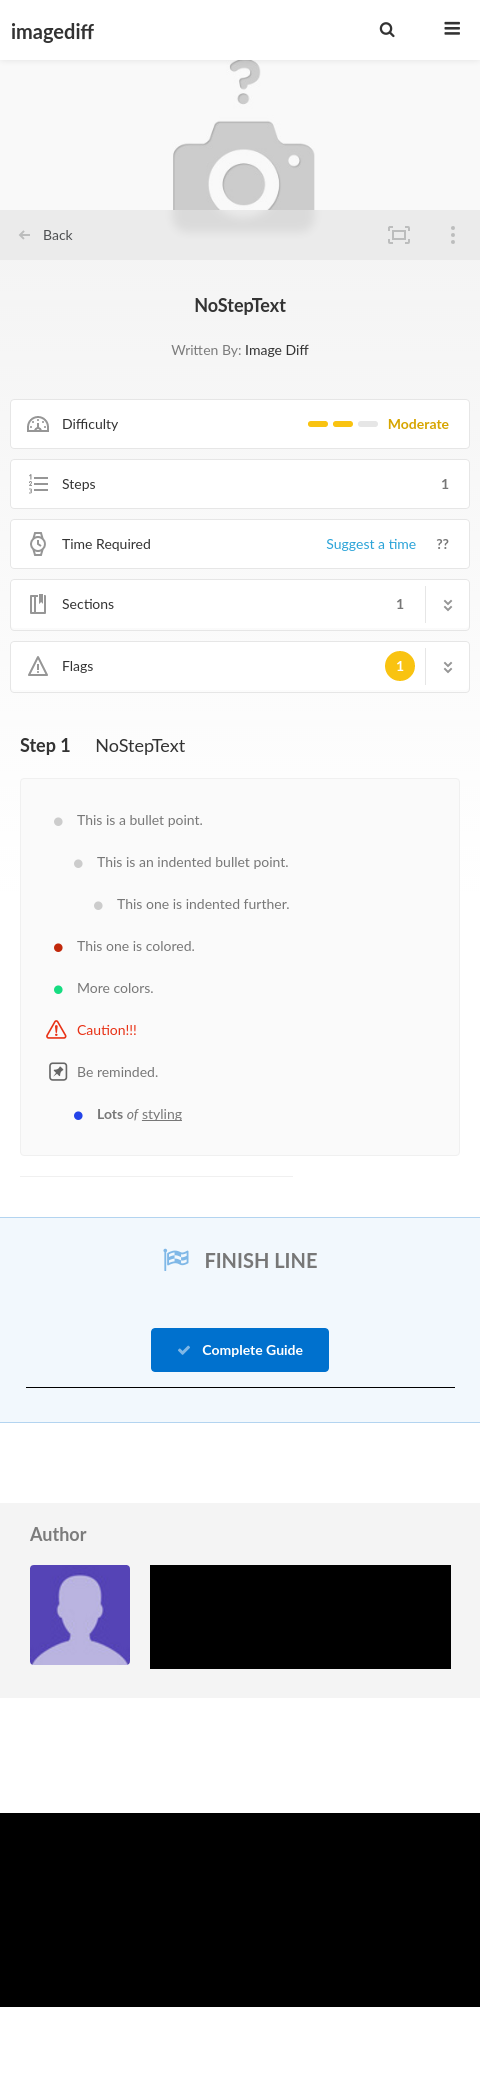 imagediff
?
Back
NoStepText
Written By: Image Diff
Difficulty Moderate
Steps 1
Time Required Suggest a time ??
Sections 1
Flags 1
Step 1 NoStepText
This is a bullet point.
This is an indented bullet point.
This one is indented further.
This one is colored.
More colors.
Caution!!!
Be reminded.
Lots of styling
FINISH LINE
Complete Guide
Author